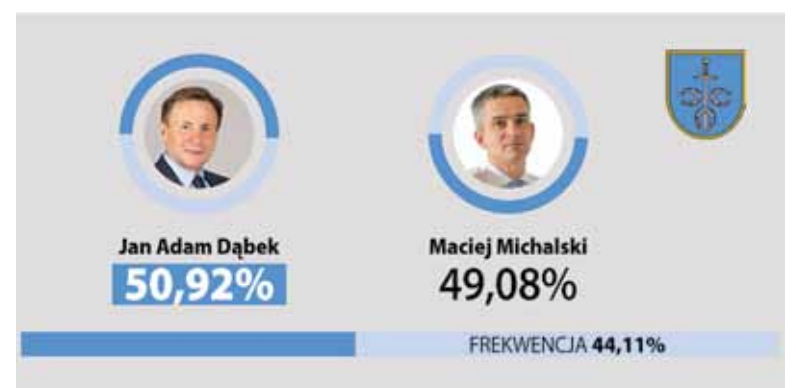 Jan Adam Dąbek
50,92%
Maciej Michalski
49,08%
FREKWENCJA 44,11%